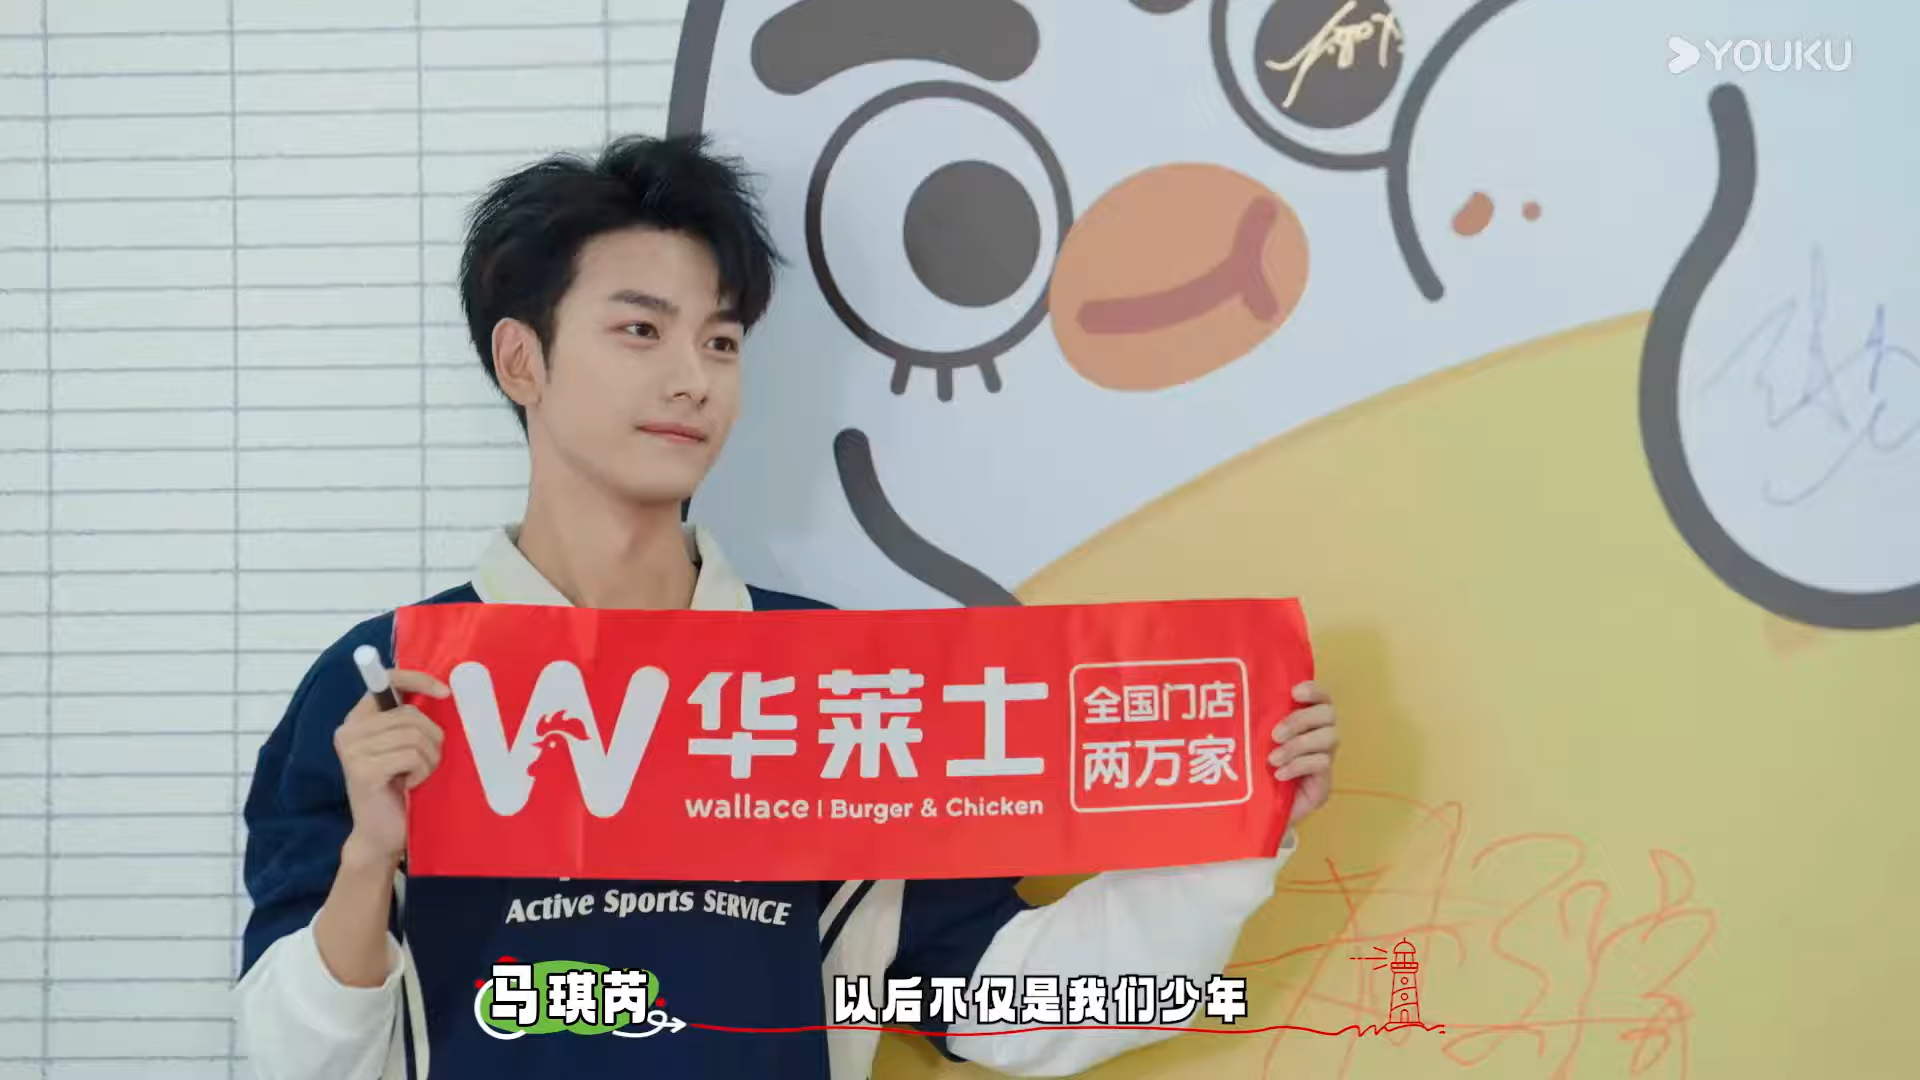 YOUKU
W 华莱士
wallace | Burger & Chicken
全国门店
两万家
Active Sports SERVICE
马琪芮
以后不仅是我们少年